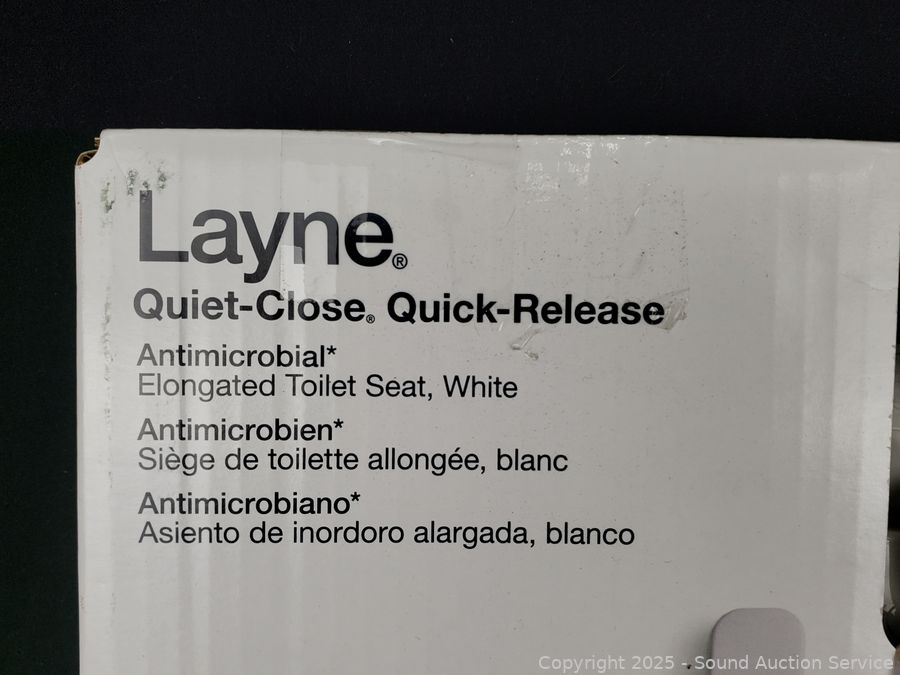 Layne®
Quiet-Close® Quick-Release
Antimicrobial*
Elongated Toilet Seat, White
Antimicrobien*
Siège de toilette allongée, blanc
Antimicrobiano*
Asiento de inordoro alargada, blanco
Copyright 2025 - Sound Auction Service